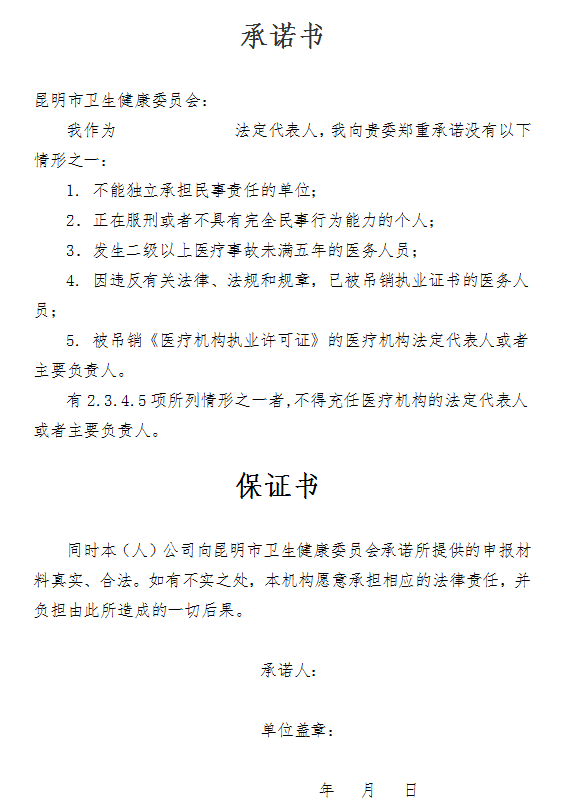 承诺书
昆明市卫生健康委员会：
我作为 法定代表人，我向贵委郑重承诺没有以下
情形之一：
1. 不能独立承担民事责任的单位；
2. 正在服刑或者不具有完全民事行为能力的个人；
3. 发生二级以上医疗事故未满五年的医务人员；
4. 因违反有关法律、法规和规章，已被吊销执业证书的医务人
员；
5. 被吊销《医疗机构执业许可证》的医疗机构法定代表人或者
主要负责人。
有2.3.4.5项所列情形之一者,不得充任医疗机构的法定代表人
或者主要负责人。
保证书
同时本（人）公司向昆明市卫生健康委员会承诺所提供的申报材
料真实、合法。如有不实之处，本机构愿意承担相应的法律责任，并
负担由此所造成的一切后果。
承诺人：
单位盖章：
年 月 日